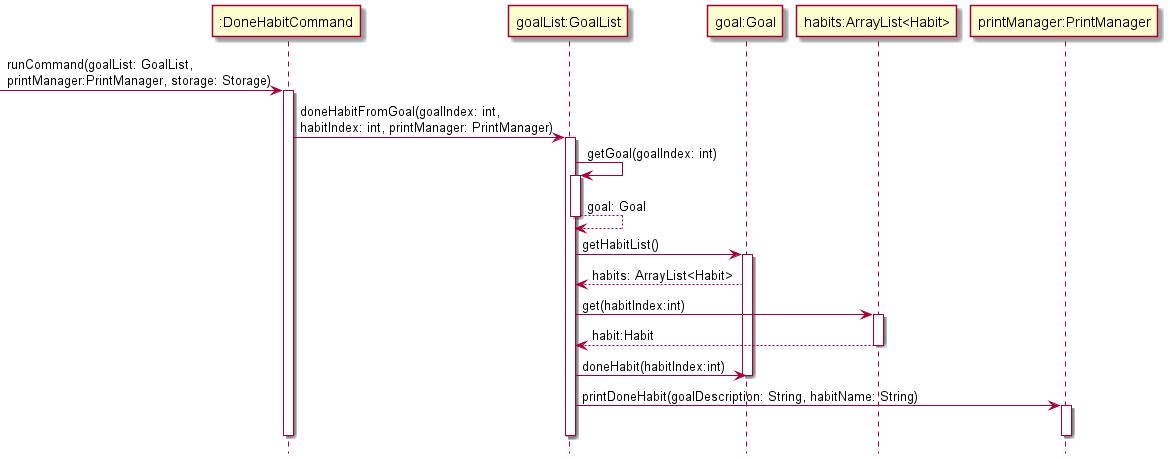 :DoneHabitCommand
goalList:GoalList
goal:Goal
habits:ArrayList<Habit>
printManager:PrintManager
runCommand(goalList: GoalList,
printManager:PrintManager, storage: Storage)
doneHabitFromGoal(goalIndex: int,
habitIndex: int, printManager: PrintManager)
getGoal(goalIndex: int)
goal: Goal
getHabitList()
habits: ArrayList<Habit>
get(habitIndex:int)
habit:Habit
doneHabit(habitIndex:int)
printDoneHabit(goalDescription: String, habitName: String)